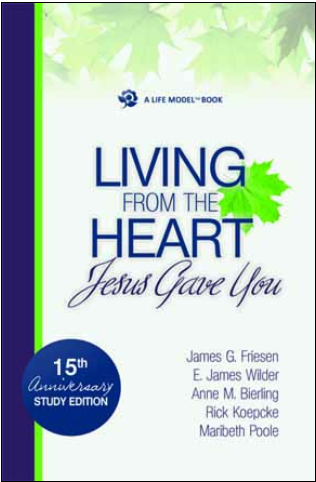 A LIFE MODEL™ BOOK
LIVING
FROM THE
HEART
Jesus Gave You
15th
Anniversary
STUDY EDITION
James G. Friesen
E. James Wilder
Anne M. Bierling
Rick Koepcke
Maribeth Poole